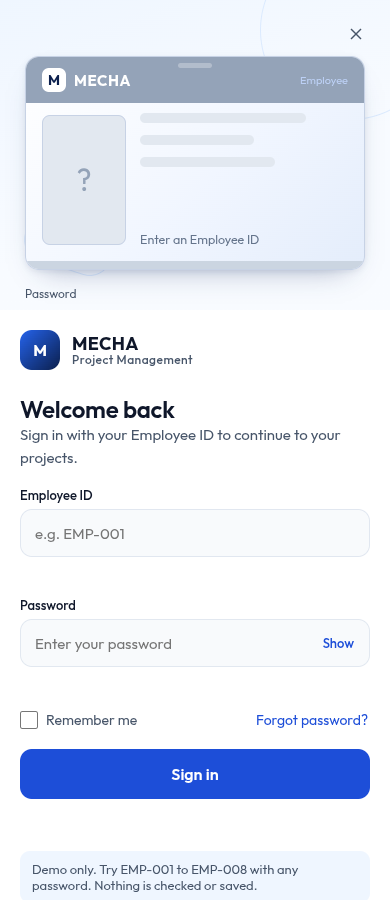 M MECHA
Employee
?
Enter an Employee ID
Password
M
MECHA
Project Management
Welcome back
Sign in with your Employee ID to continue to your
projects.
Employee ID
e.g. EMP-001
Password
Enter your password
Show
Remember me
Forgot password?
Sign in
Demo only. Try EMP-001 to EMP-008 with any
password. Nothing is checked or saved.